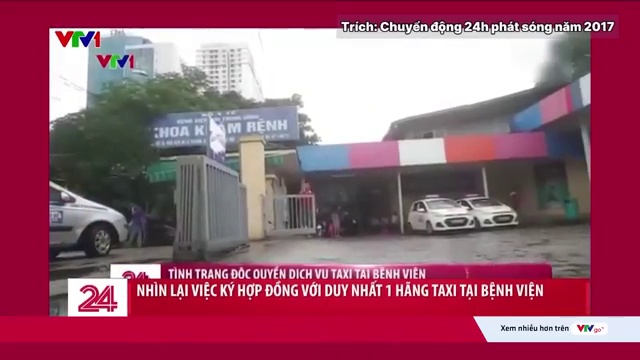 Trích: Chuyển động 24h phát sóng năm 2017
VTV1
VTV1
KHOA KHÁM BỆNH
24
TÌNH TRẠNG ĐỘC QUYỀN DỊCH VỤ TAXI TẠI BỆNH VIỆN
24
NHÌN LẠI VIỆC KÝ HỢP ĐỒNG VỚI DUY NHẤT 1 HÃNG TAXI TẠI BỆNH VIỆN
Xem nhiều hơn trên
VTVgo